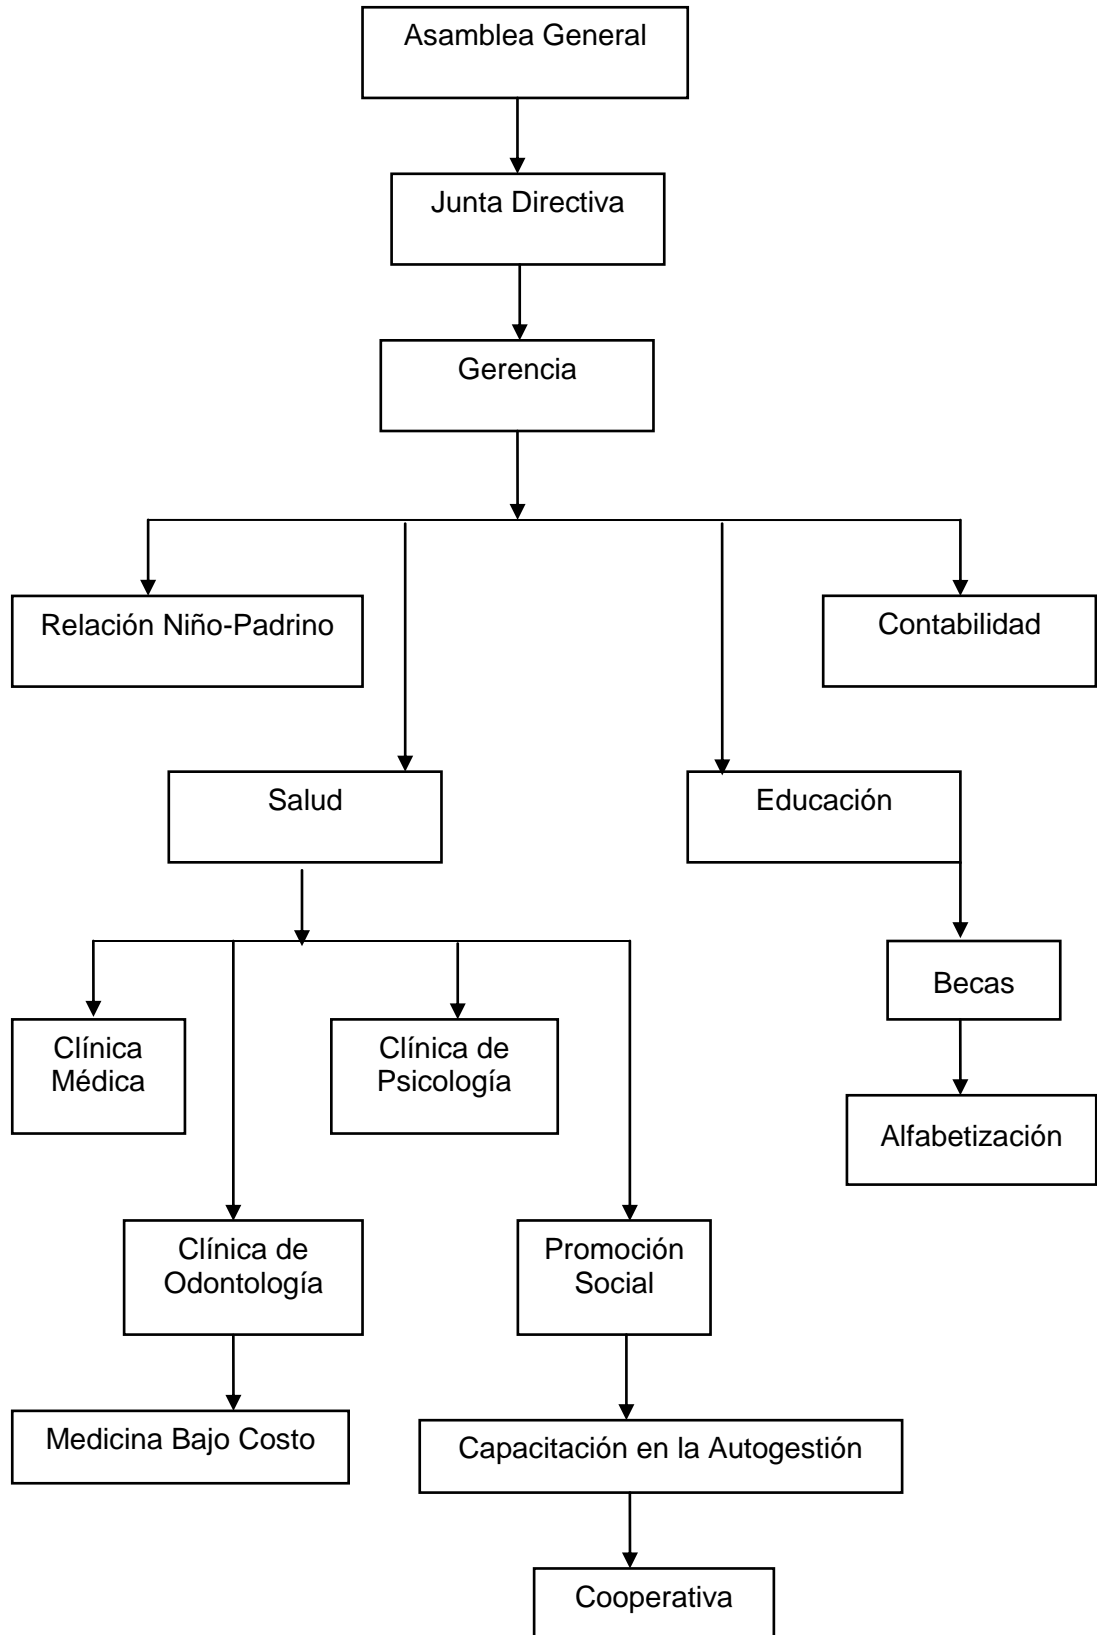 Asamblea General
Junta Directiva
Gerencia
Relación Niño-Padrino
Contabilidad
Salud
Educación
Becas
Clínica
Médica
Clínica de
Psicología
Alfabetización
Clínica de
Odontología
Promoción
Social
Medicina Bajo Costo
Capacitación en la Autogestión
Cooperativa